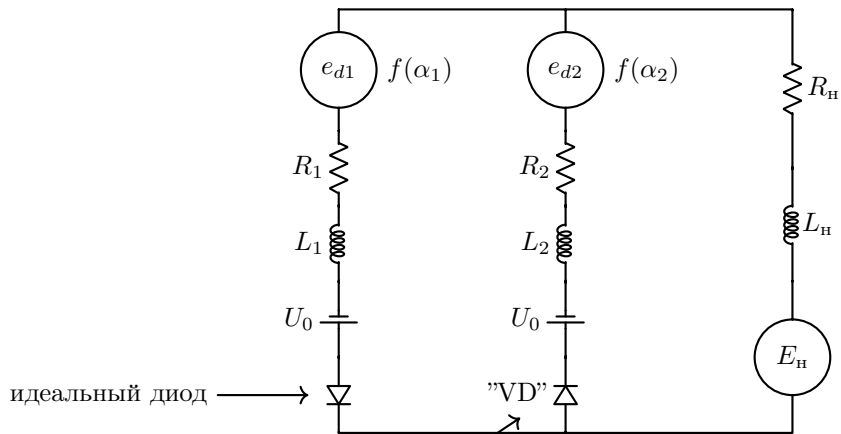 e_{d1} f(α_1) e_{d2} f(α_2)
R_н
R_1 R_2
L_н
L_1 L_2
U_0 U_0
E_н
идеальный диод "VD"